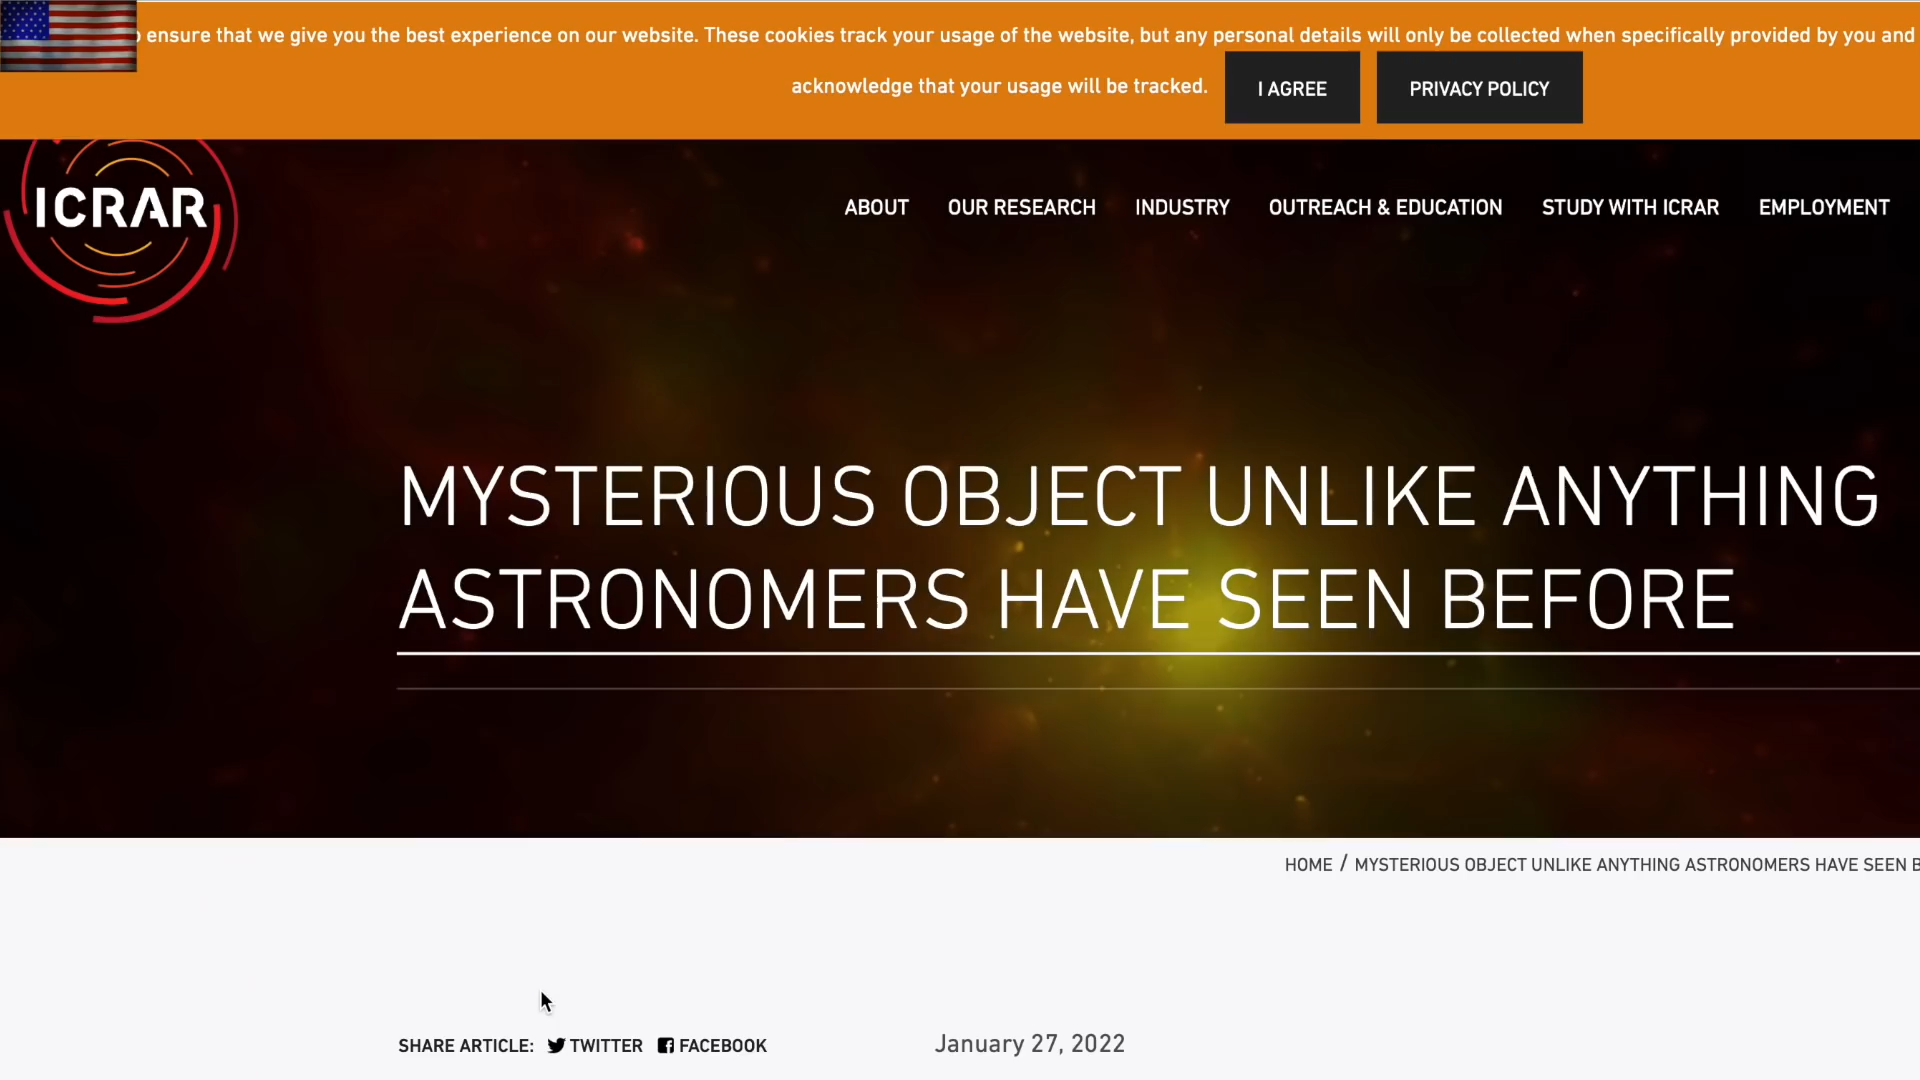 ensure that we give you the best experience on our website. These cookies track your usage of the website, but any personal details will only be collected when specifically provided by you and
acknowledge that your usage will be tracked. I AGREE PRIVACY POLICY
ICRAR ABOUT OUR RESEARCH INDUSTRY OUTREACH & EDUCATION STUDY WITH ICRAR EMPLOYMENT
MYSTERIOUS OBJECT UNLIKE ANYTHING
ASTRONOMERS HAVE SEEN BEFORE
HOME / MYSTERIOUS OBJECT UNLIKE ANYTHING ASTRONOMERS HAVE SEEN
SHARE ARTICLE: TWITTER FACEBOOK January 27, 2022